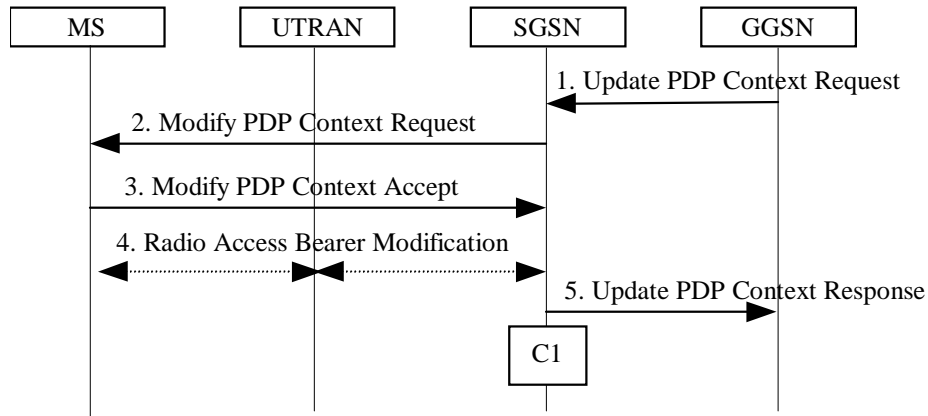 MS
UTRAN
SGSN
GGSN
1. Update PDP Context Request
2. Modify PDP Context Request
3. Modify PDP Context Accept
4. Radio Access Bearer Modification
5. Update PDP Context Response
C1